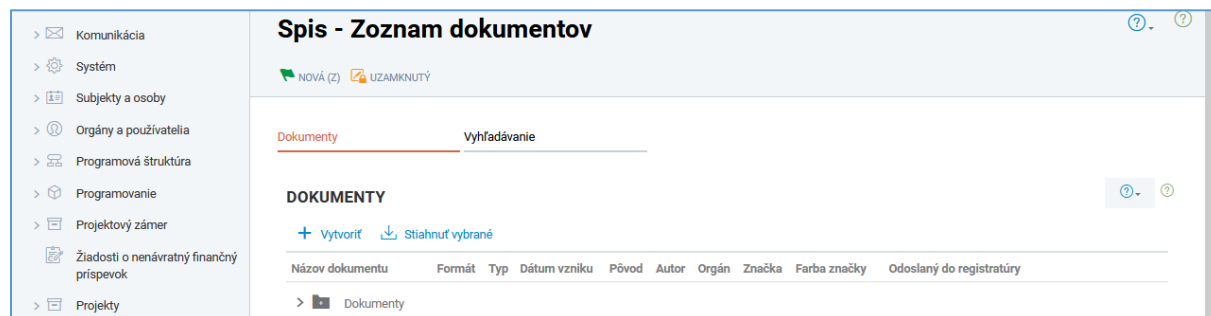 Komunikácia
Systém
Subjekty a osoby
Orgány a používatelia
Programová štruktúra
Programovanie
Projektový zámer
Žiadosti o nenávratný finančný
príspevok
Projekty
Spis - Zoznam dokumentov
NOVÁ (Z) UZAMKNUTÝ
Dokumenty Vyhľadávanie
DOKUMENTY
Vytvoriť Stiahnuť vybrané
Názov dokumentu Formát Typ Dátum vzniku Pôvod Autor Orgán Značka Farba značky Odoslaný do registratúry
Dokumenty